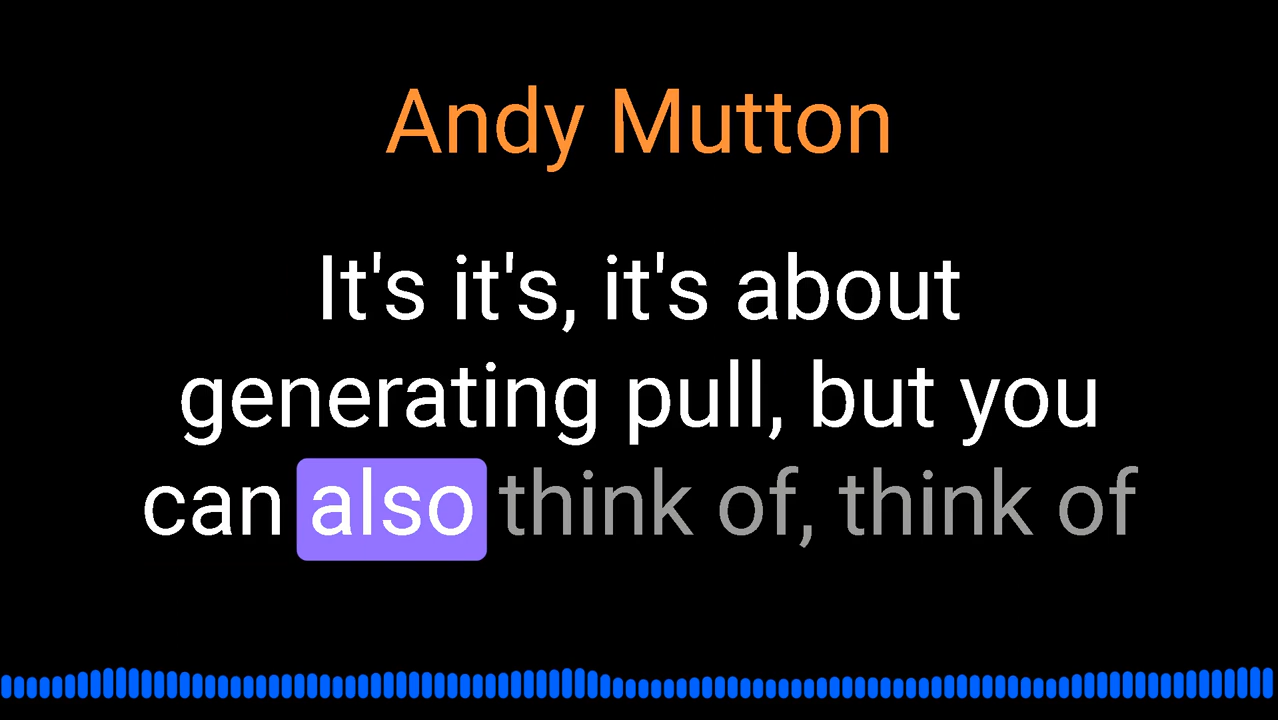 Andy Mutton
It's it's, it's about
generating pull, but you
can also think of, think of